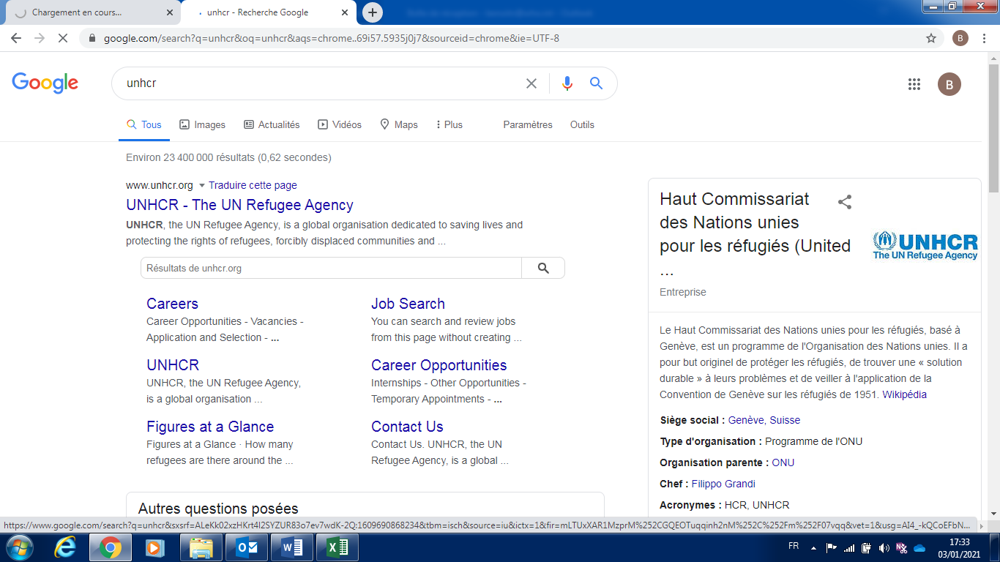 Chargement en cours...
unhcr - Recherche Google
google.com/search?q=unhcr&oq=unhcr&aqs=chrome..69i57.5935j0j7&sourceid=chrome&ie=UTF-8
B
Google
unhcr
B
Tous
Images
Actualités
Vidéos
Maps
Plus
Paramètres
Outils
Environ 23 400 000 résultats (0,62 secondes)
www.unhcr.org
Traduire cette page
UNHCR - The UN Refugee Agency
UNHCR, the UN Refugee Agency, is a global organisation dedicated to saving lives and
protecting the rights of refugees, forcibly displaced communities and ...
Résultats de unhcr.org
Careers
Career Opportunities - Vacancies -
Application and Selection - ...
Job Search
You can search and review jobs
from this page without creating ...
UNHCR
UNHCR, the UN Refugee Agency,
is a global organisation ...
Career Opportunities
Internships - Other Opportunities -
Temporary Appointments - ...
Figures at a Glance
Figures at a Glance · How many
refugees are there around the ...
Contact Us
Contact Us. UNHCR, the UN
Refugee Agency, is a global ...
Autres questions posées
Haut Commissariat
des Nations unies
pour les réfugiés (United
...
UNHCR
The UN Refugee Agency
Entreprise
Le Haut Commissariat des Nations unies pour les réfugiés, basé à
Genève, est un programme de l'Organisation des Nations unies. Il a
pour but originel de protéger les réfugiés, de trouver une « solution
durable » à leurs problèmes et de veiller à l'application de la
Convention de Genève sur les réfugiés de 1951. Wikipédia
Siège social : Genève, Suisse
Type d'organisation : Programme de l'ONU
Organisation parente : ONU
Chef : Filippo Grandi
Acronymes : HCR, UNHCR
https://www.google.com/search?q=unhcr&sxsrf=ALeKk02xzHKrt4I2SYZUR83o7ev7wdK-2Q:1609690868234&tbm=isch&source=iu&ictx=1&fir=mLTUxXAR1MzprM%252CGQEOTuqqinh2nM%252C%252Fm%252F07vqq&vet=1&usg=AI4_-kQCoEFbN...
FR
17:33
03/01/2021